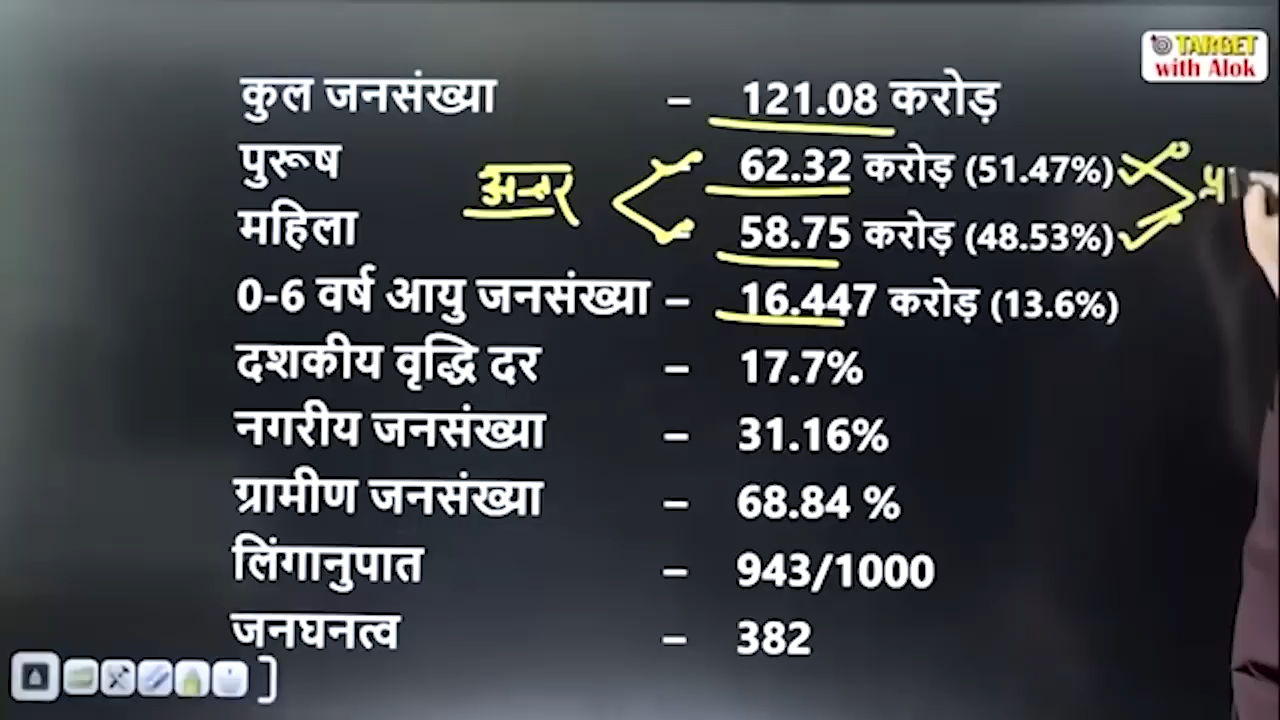 TARGET
with Alok
कुल जनसंख्या – 121.08 करोड़
पुरूष – 62.32 करोड़ (51.47%)
अन्तर
महिला – 58.75 करोड़ (48.53%)
0-6 वर्ष आयु जनसंख्या – 16.447 करोड़ (13.6%)
दशकीय वृद्धि दर – 17.7%
नगरीय जनसंख्या – 31.16%
ग्रामीण जनसंख्या – 68.84 %
लिंगानुपात – 943/1000
जनघनत्व – 382